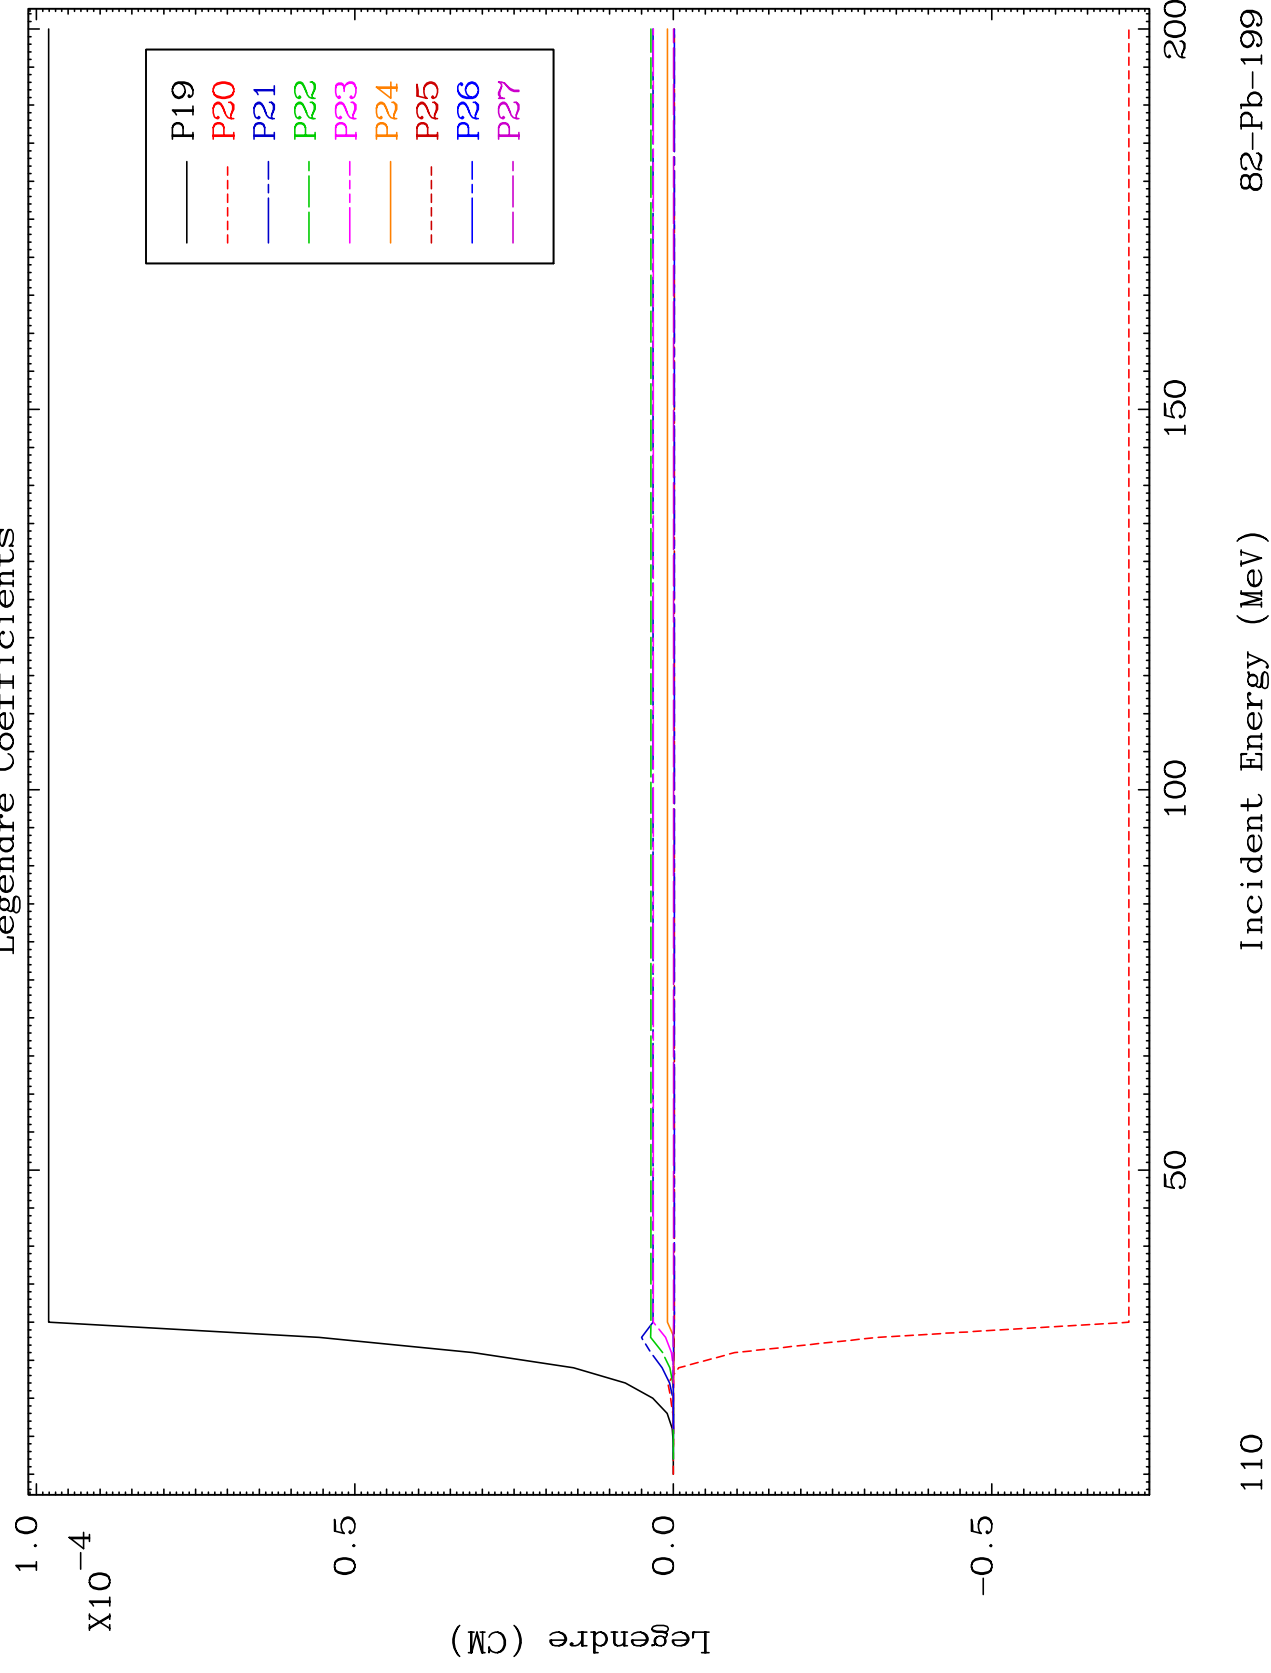 Legendre Coefficients
P19
P20
P21
P22
P23
P24
P25
P26
P27
1.0
0.5
0.0
-0.5
X10-4
Legendre (CM)
50
100
150
200
Incident Energy (MeV)
110
82-Pb-199